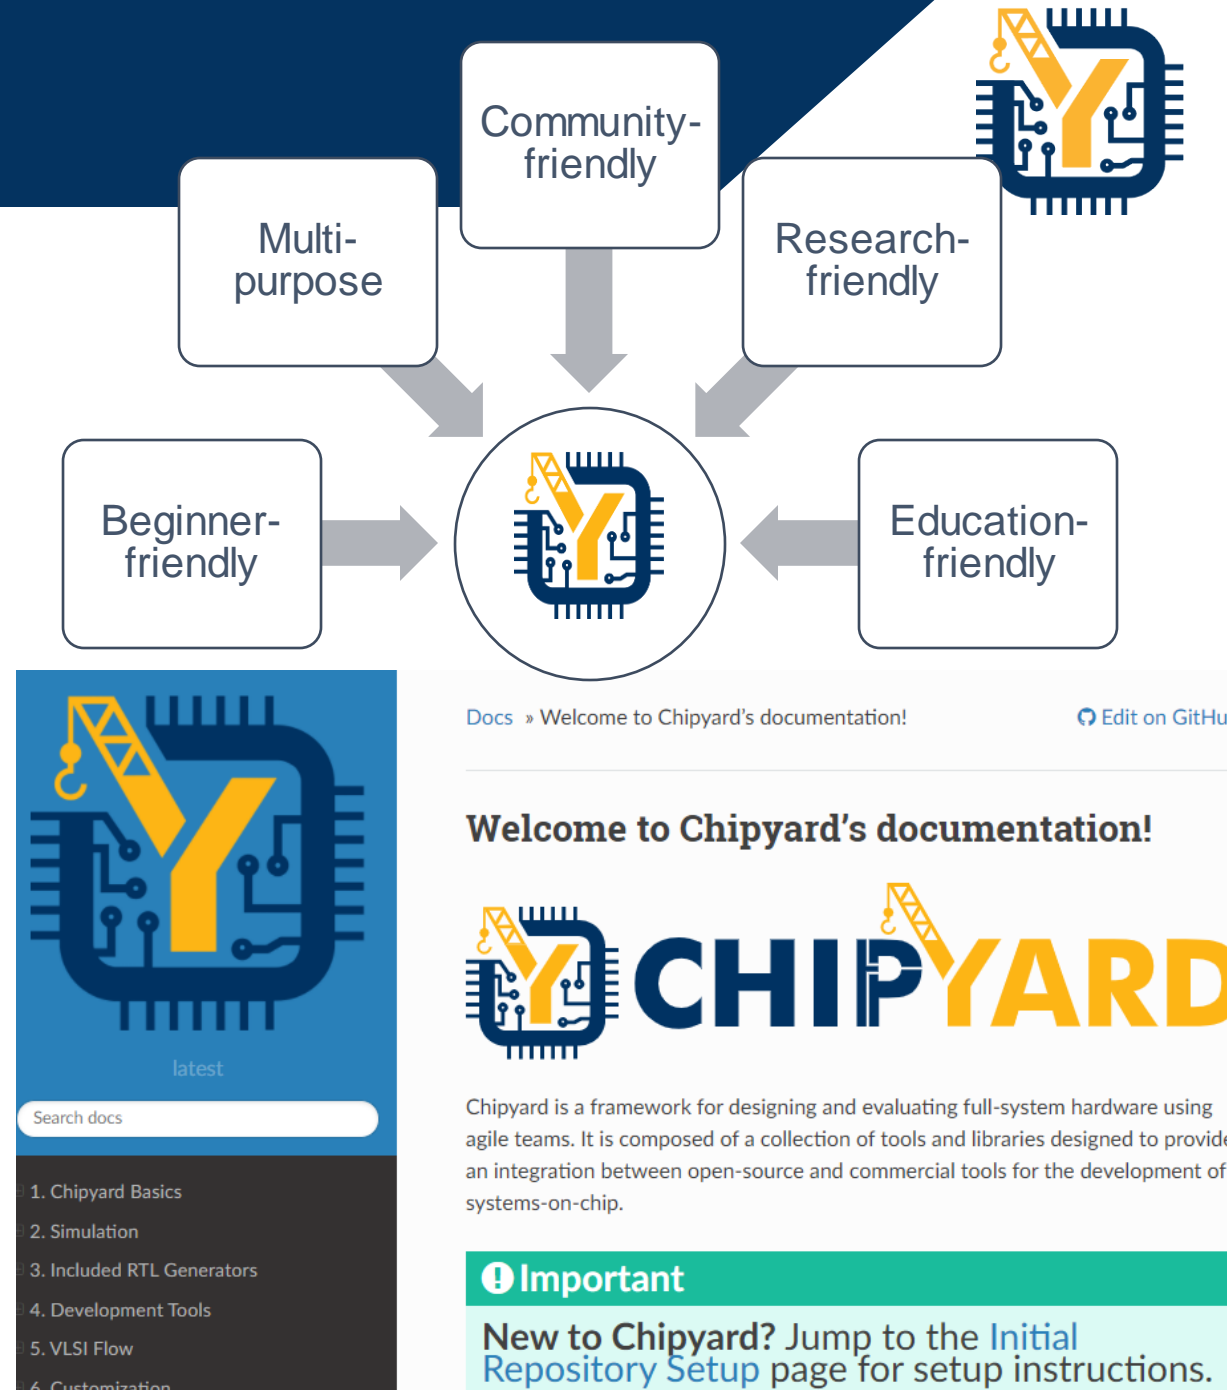 Community-
friendly
Multi-
purpose
Research-
friendly
Beginner-
friendly
Education-
friendly
latest
Search docs
1. Chipyard Basics
2. Simulation
3. Included RTL Generators
4. Development Tools
5. VLSI Flow
6. Customization
Docs » Welcome to Chipyard's documentation!
Edit on GitHu
Welcome to Chipyard's documentation!
CHIPYARD
Chipyard is a framework for designing and evaluating full-system hardware using
agile teams. It is composed of a collection of tools and libraries designed to provide
an integration between open-source and commercial tools for the development of
systems-on-chip.
Important
New to Chipyard? Jump to the Initial
Repository Setup page for setup instructions.